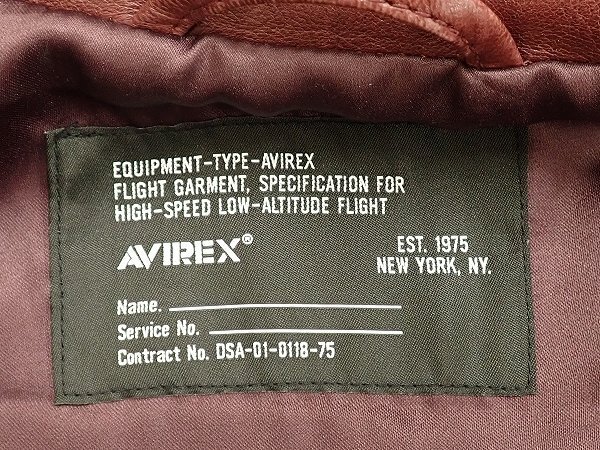 EQUIPMENT-TYPE-AVIREX
FLIGHT GARMENT, SPECIFICATION FOR
HIGH-SPEED LOW-ALTITUDE FLIGHT
AVIREX®
EST. 1975
NEW YORK, NY.
Name.
Service No.
Contract No. DSA-01-0118-75